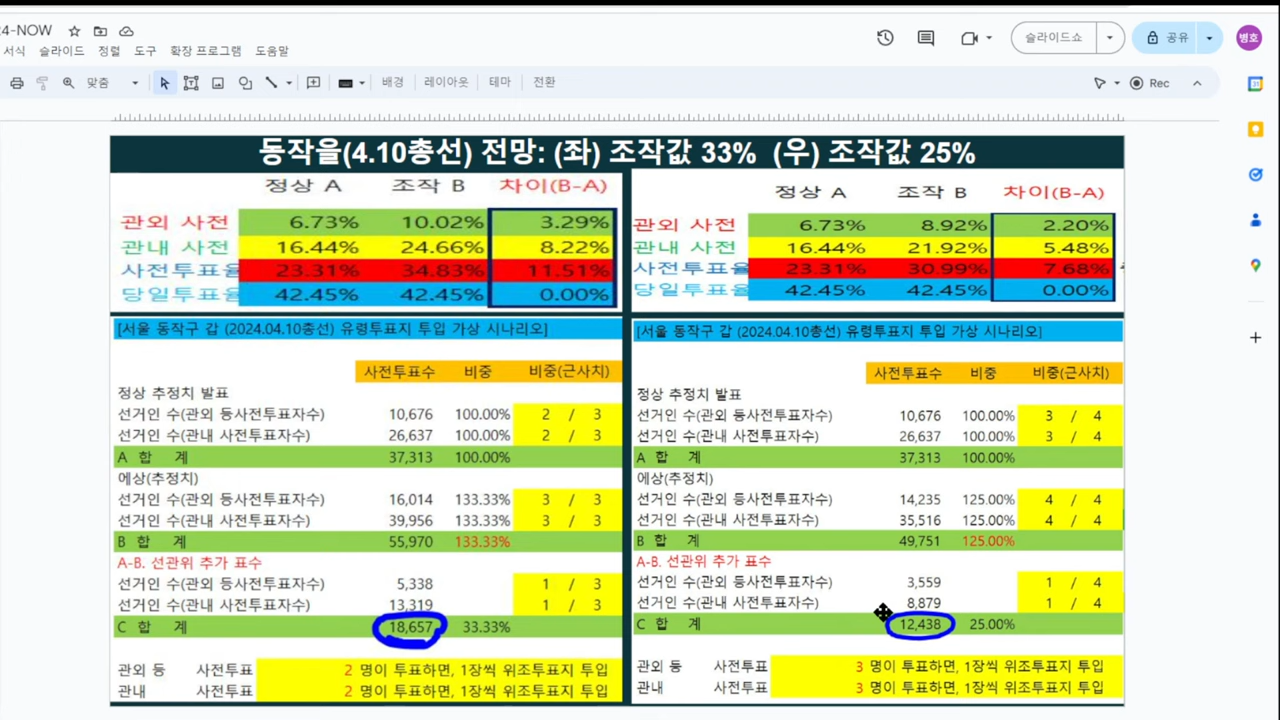 24-NOW
서식 슬라이드 정렬 도구 확장 프로그램 도움말
슬라이드쇼
공유
병호
맞춤
배경 레이아웃 테마 전환
Rec
동작을(4.10총선) 전망: (좌) 조작값 33% (우) 조작값 25%
정상 A 조작 B 차이(B-A)
관외 사전 6.73% 10.02% 3.29%
관내 사전 16.44% 24.66% 8.22%
사전투표율 23.31% 34.83% 11.51%
당일투표율 42.45% 42.45% 0.00%
[서울 동작구 갑 (2024.04.10총선) 유령투표지 투입 가상 시나리오]
사전투표수 비중 비중(근사치)
정상 추정치 발표
선거인 수(관외 등사전투표자수) 10,676 100.00% 2 / 3
선거인 수(관내 사전투표자수) 26,637 100.00% 2 / 3
A 합 계 37,313 100.00%
에상(추정치)
선거인 수(관외 등사전투표자수) 16,014 133.33% 3 / 3
선거인 수(관내 사전투표자수) 39,956 133.33% 3 / 3
B 합 계 55,970 133.33%
A-B. 선관위 추가 표수
선거인 수(관외 등사전투표자수) 5,338 1 / 3
선거인 수(관내 사전투표자수) 13,319 1 / 3
C 합 계 18,657 33.33%
관외 등 사전투표 2 명이 투표하면, 1장씩 위조투표지 투입
관내 사전투표 2 명이 투표하면, 1장씩 위조투표지 투입
정상 A 조작 B 차이(B-A)
관외 사전 6.73% 8.92% 2.20%
관내 사전 16.44% 21.92% 5.48%
사전투표율 23.31% 30.99% 7.68%
당일투표율 42.45% 42.45% 0.00%
[서울 동작구 갑 (2024.04.10총선) 유령투표지 투입 가상 시나리오]
사전투표수 비중 비중(근사치)
정상 추정치 발표
선거인 수(관외 등사전투표자수) 10,676 100.00% 3 / 4
선거인 수(관내 사전투표자수) 26,637 100.00% 3 / 4
A 합 계 37,313 100.00%
에상(추정치)
선거인 수(관외 등사전투표자수) 14,235 125.00% 4 / 4
선거인 수(관내 사전투표자수) 35,516 125.00% 4 / 4
B 합 계 49,751 125.00%
A-B. 선관위 추가 표수
선거인 수(관외 등사전투표자수) 3,559 1 / 4
선거인 수(관내 사전투표자수) 8,879 1 / 4
C 합 계 12,438 25.00%
관외 등 사전투표 3 명이 투표하면, 1장씩 위조투표지 투입
관내 사전투표 3 명이 투표하면, 1장씩 위조투표지 투입